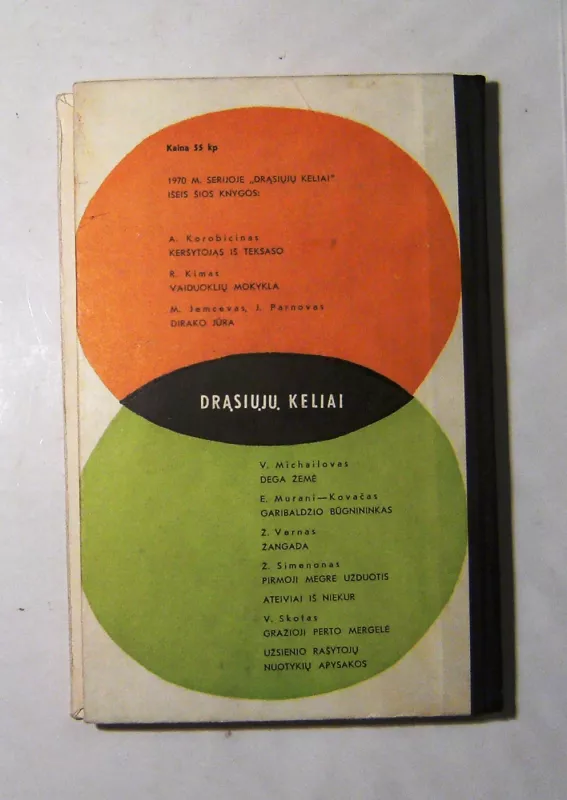 Kaina 55 kp
1970 M. SERIJOJE „DRĄSIŲJŲ KELIAI"
IŠEIS ŠIOS KNYGOS:
A. Korobicinas
KERŠYTOJAS IŠ TEKSASO
R. Kimas
VAIDUOKLIŲ MOKYKLA
M. Jemcevas, J. Parnovas
DIRAKO JŪRA
DRĄSIŲJŲ KELIAI
V. Michailovas
DEGA ŽEMĖ
E. Murani—Kovačas
GARIBALDŽIO BŪGNININKAS
Ž. Vernas
ŽANGADA
Ž. Simenonas
PIRMOJI MEGRĖ UŽDUOTIS
ATEIVIAI IŠ NIEKUR
V. Skotas
GRAŽIOJI PERTO MERGELĖ
UŽSIENIO RAŠYTOJŲ
NUOTYKIŲ APYSAKOS